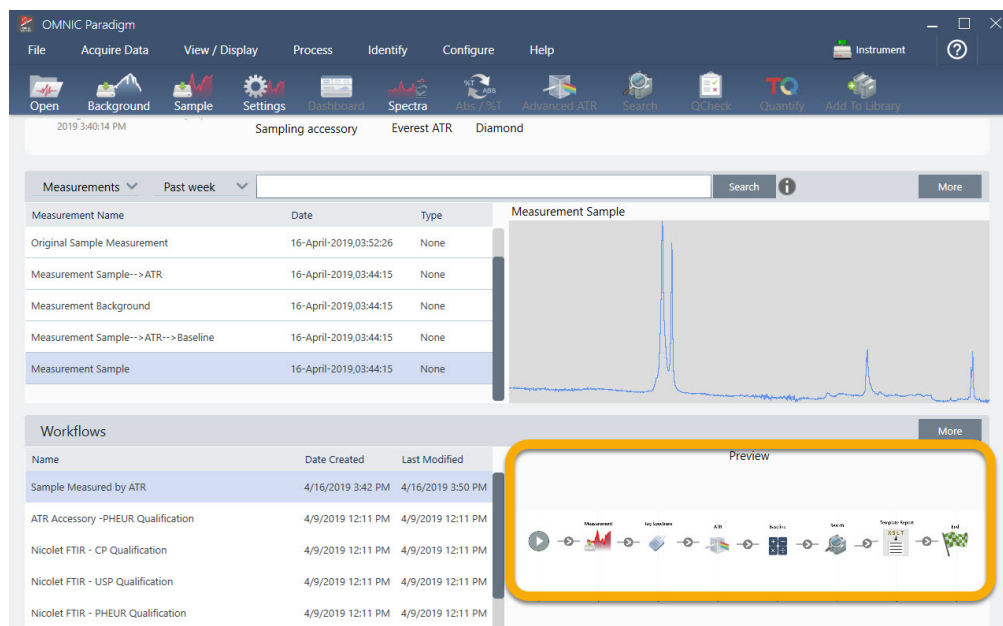 OMNIC Paradigm
File Acquire Data View / Display Process Identify Configure Help Instrument
Open Background Sample Settings Dashboard Spectra Abs / %T Advanced ATR Search QCheck Quantify Add To Library
2019 3:40:14 PM Sampling accessory Everest ATR Diamond
Measurements Past week Search More
Measurement Name Date Type Measurement Sample
Original Sample Measurement 16-April-2019,03:52:26 None
Measurement Sample-->ATR 16-April-2019,03:44:15 None
Measurement Background 16-April-2019,03:44:15 None
Measurement Sample-->ATR-->Baseline 16-April-2019,03:44:15 None
Measurement Sample 16-April-2019,03:44:15 None
Workflows More
Name Date Created Last Modified Preview
Sample Measured by ATR 4/16/2019 3:42 PM 4/16/2019 3:50 PM
ATR Accessory -PHEUR Qualification 4/9/2019 12:11 PM 4/9/2019 12:11 PM
Measurement ATR Baseline Search Template Report End
XSLT
Nicolet FTIR - CP Qualification 4/9/2019 12:11 PM 4/9/2019 12:11 PM
Nicolet FTIR - USP Qualification 4/9/2019 12:11 PM 4/9/2019 12:11 PM
Nicolet FTIR - PHEUR Qualification 4/9/2019 12:11 PM 4/9/2019 12:11 PM